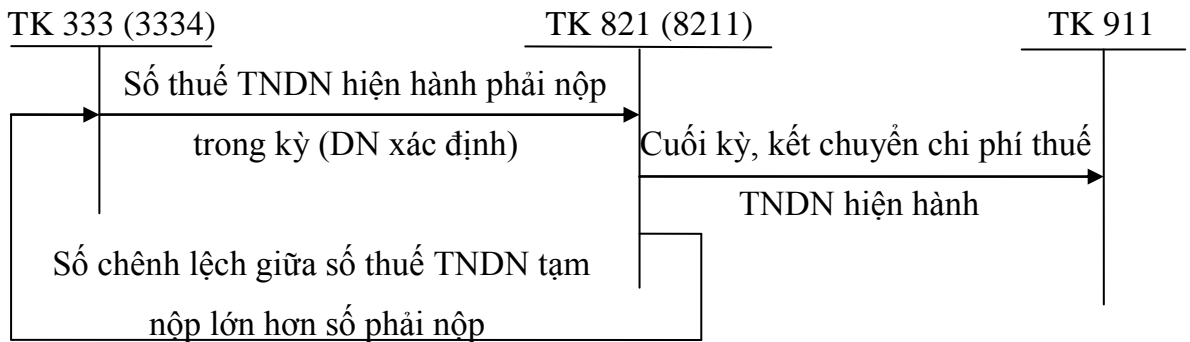 TK 333 (3334)
TK 821 (8211)
TK 911
Số thuế TNDN hiện hành phải nộp
trong kỳ (DN xác định)
Cuối kỳ, kết chuyển chi phí thuế
TNDN hiện hành
Số chênh lệch giữa số thuế TNDN tạm
nộp lớn hơn số phải nộp